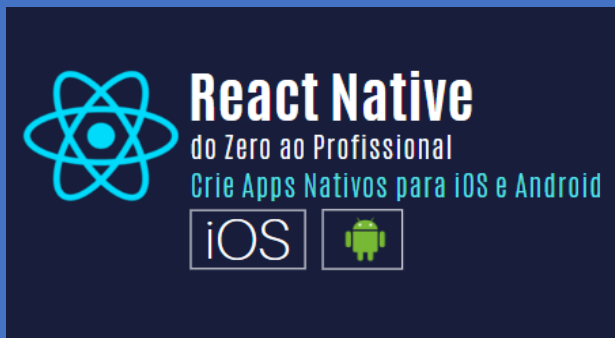 React Native
do Zero ao Profissional
Crie Apps Nativos para iOS e Android
iOS